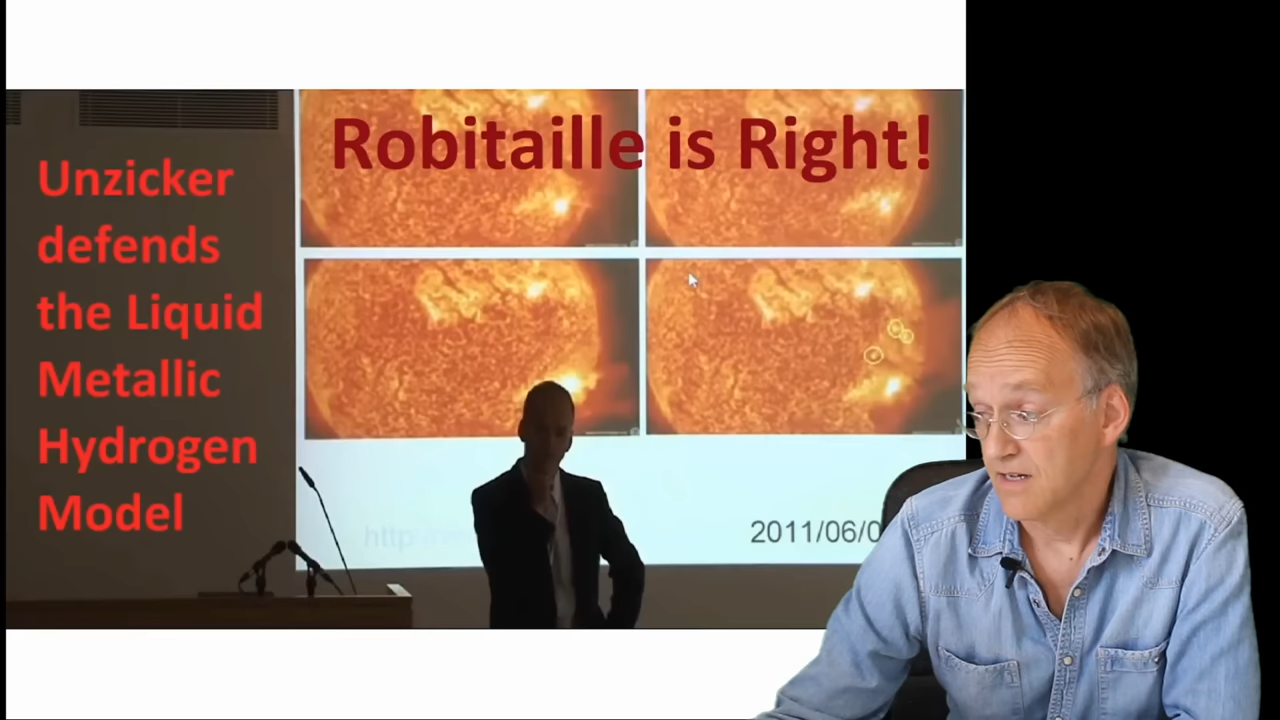 Robitaille is Right!
Unzicker
defends
the Liquid
Metallic
Hydrogen
Model
2011/06/0